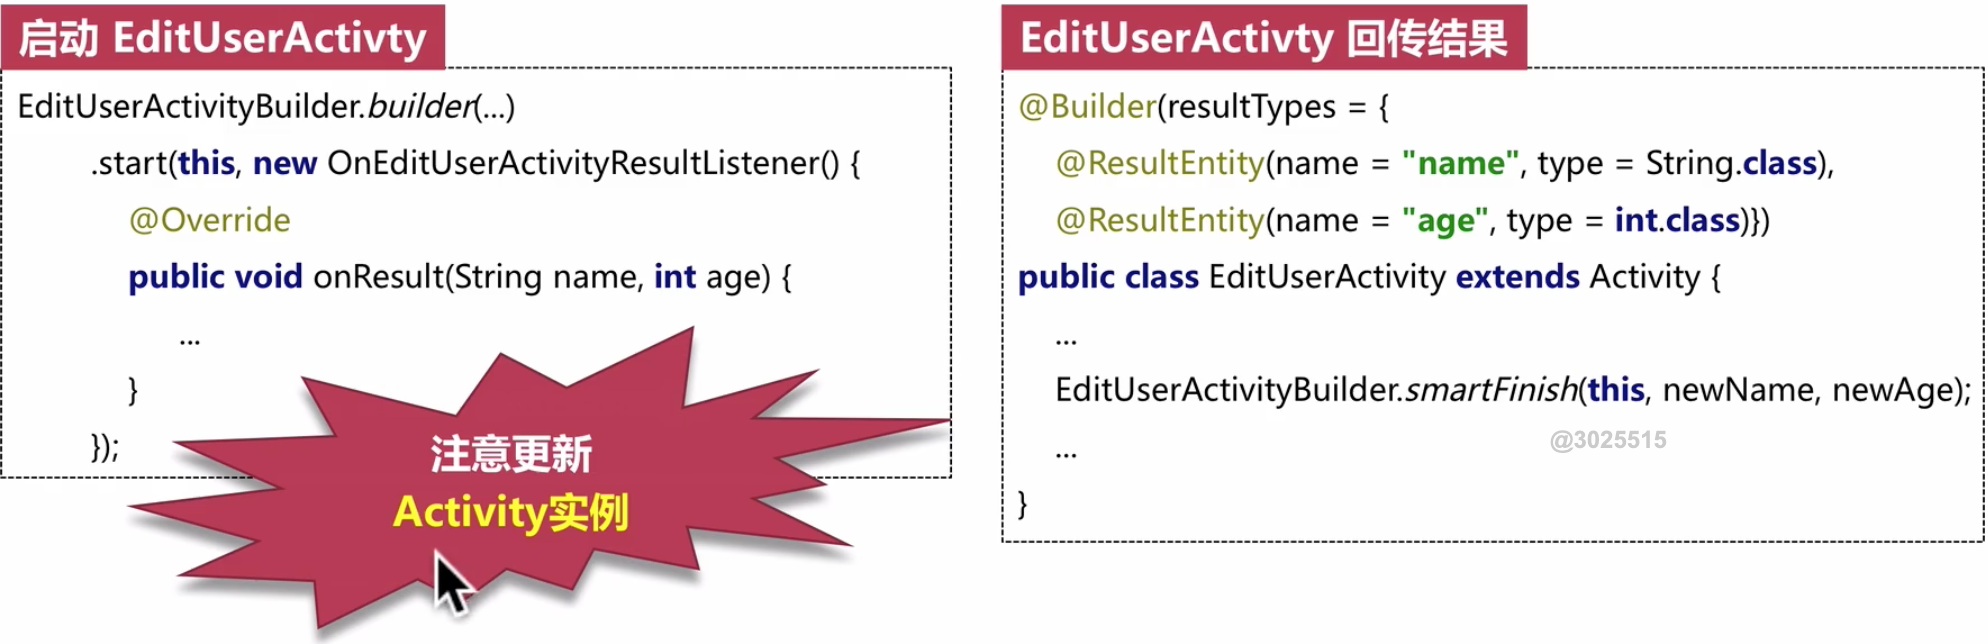 启动 EditUserActivty
EditUserActivityBuilder.builder(...)
.start(this, new OnEditUserActivityResultListener() {
@Override
public void onResult(String name, int age) {
...
}
});
注意更新
Activity实例
EditUserActivty 回传结果
@Builder(resultTypes = {
@ResultEntity(name = "name", type = String.class),
@ResultEntity(name = "age", type = int.class)})
public class EditUserActivity extends Activity {
...
EditUserActivityBuilder.smartFinish(this, newName, newAge);
@3025515
...
}